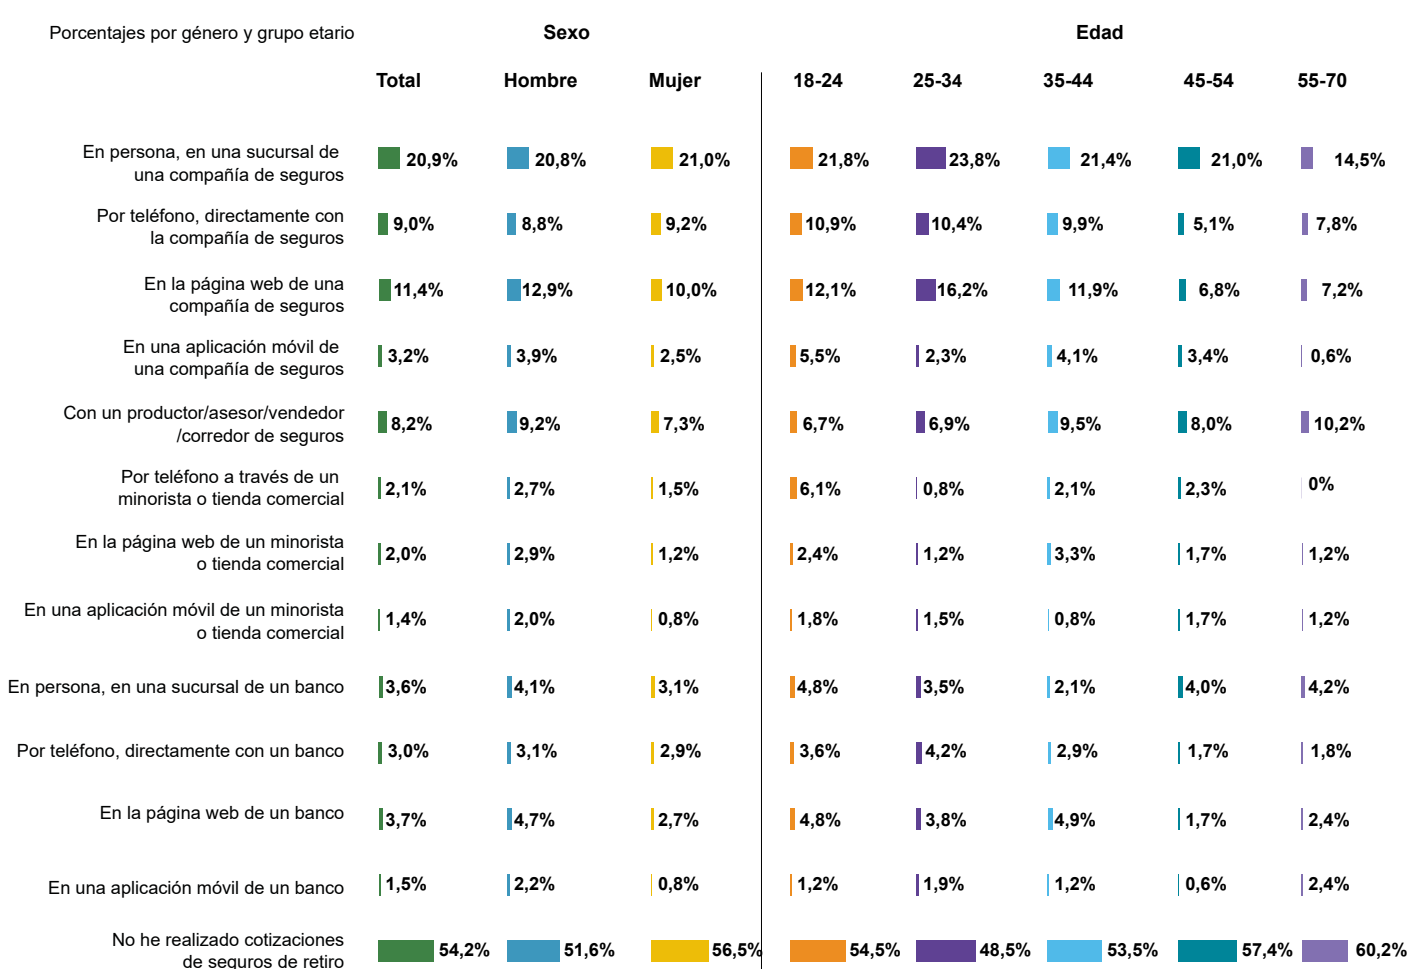 Porcentajes por género y grupo etario Sexo Edad
Total Hombre Mujer 18-24 25-34 35-44 45-54 55-70
En persona, en una sucursal de
una compañía de seguros
20,9% 20,8% 21,0% 21,8% 23,8% 21,4% 21,0% 14,5%
Por teléfono, directamente con
la compañía de seguros
9,0% 8,8% 9,2% 10,9% 10,4% 9,9% 5,1% 7,8%
En la página web de una
compañía de seguros
11,4% 12,9% 10,0% 12,1% 16,2% 11,9% 6,8% 7,2%
En una aplicación móvil de
una compañía de seguros
3,2% 3,9% 2,5% 5,5% 2,3% 4,1% 3,4% 0,6%
Con un productor/asesor/vendedor
/corredor de seguros
8,2% 9,2% 7,3% 6,7% 6,9% 9,5% 8,0% 10,2%
Por teléfono a través de un
minorista o tienda comercial
2,1% 2,7% 1,5% 6,1% 0,8% 2,1% 2,3% 0%
En la página web de un minorista
o tienda comercial
2,0% 2,9% 1,2% 2,4% 1,2% 3,3% 1,7% 1,2%
En una aplicación móvil de un minorista
o tienda comercial
1,4% 2,0% 0,8% 1,8% 1,5% 0,8% 1,7% 1,2%
En persona, en una sucursal de un banco 3,6% 4,1% 3,1% 4,8% 3,5% 2,1% 4,0% 4,2%
Por teléfono, directamente con un banco 3,0% 3,1% 2,9% 3,6% 4,2% 2,9% 1,7% 1,8%
En la página web de un banco 3,7% 4,7% 2,7% 4,8% 3,8% 4,9% 1,7% 2,4%
En una aplicación móvil de un banco 1,5% 2,2% 0,8% 1,2% 1,9% 1,2% 0,6% 2,4%
No he realizado cotizaciones
de seguros de retiro
54,2% 51,6% 56,5% 54,5% 48,5% 53,5% 57,4% 60,2%